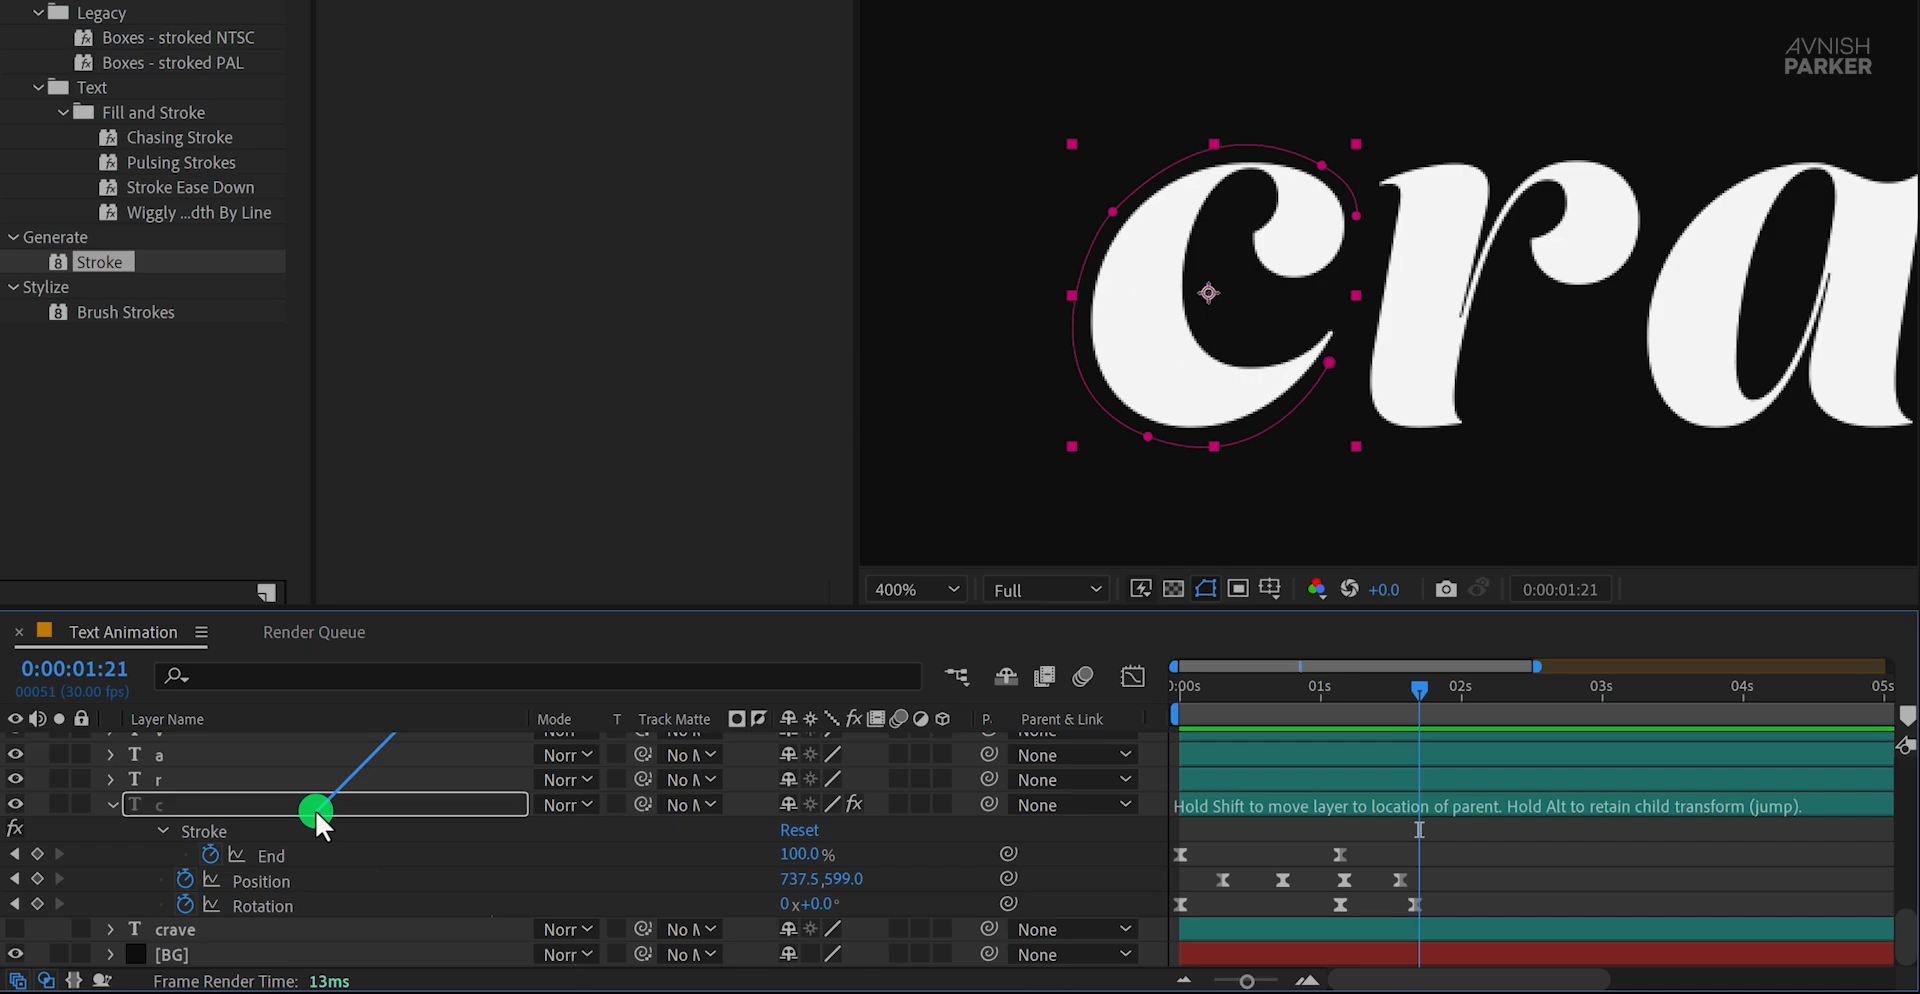 Legacy
Boxes - stroked NTSC
Boxes - stroked PAL
Text
Fill and Stroke
Chasing Stroke
Pulsing Strokes
Stroke Ease Down
Wiggly ...dth By Line
Generate
Stroke
Stylize
Brush Strokes
AVNISH
PARKER
cra
400%
Full
+0.0
0:00:01:21
Text Animation
Render Queue
0:00:01:21
00051 (30.00 fps)
0:00s 01s 02s 03s 04s 05s
Layer Name Mode T Track Matte fx P. Parent & Link
T a Norr No M None
T r Norr No M None
T c Norr No M fx None
Hold Shift to move layer to location of parent. Hold Alt to retain child transform (jump).
fx Stroke Reset
End 100.0%
Position 737.5,599.0
Rotation 0x+0.0°
T crave Norr No M None
[BG] Norr No M None
Frame Render Time: 13ms